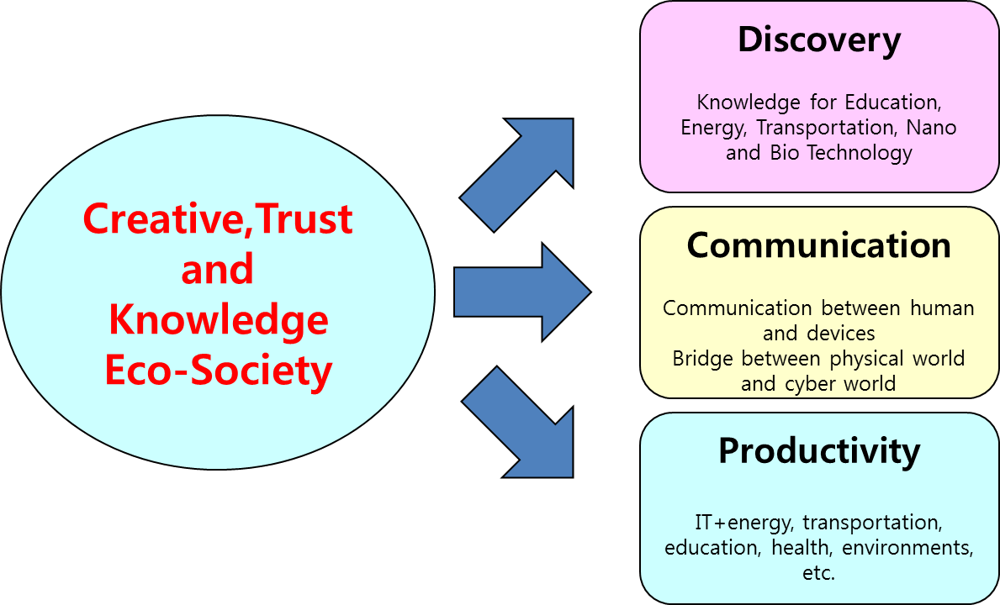 Creative,Trust
and
Knowledge
Eco-Society
Discovery
Knowledge for Education,
Energy, Transportation, Nano
and Bio Technology
Communication
Communication between human
and devices
Bridge between physical world
and cyber world
Productivity
IT+energy, transportation,
education, health, environments,
etc.